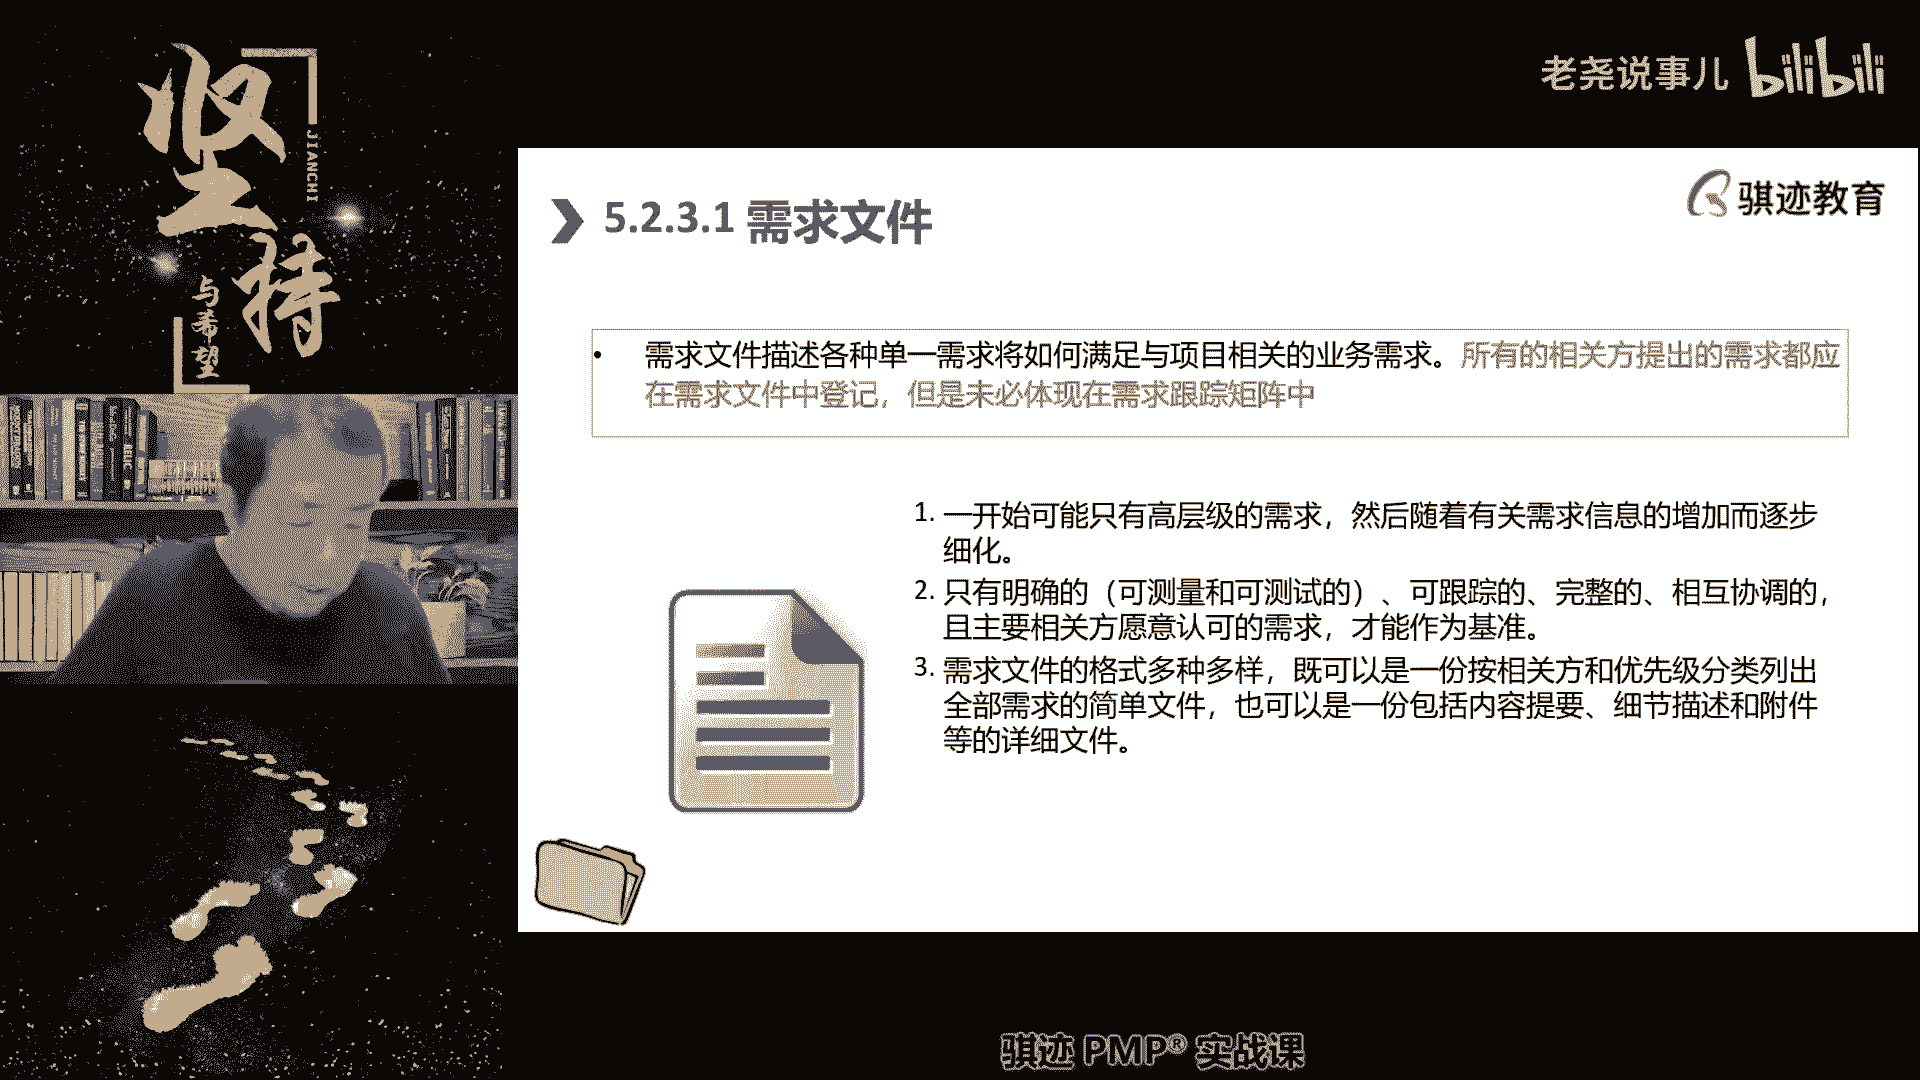 坚持
JIANCHI
与希望
老尧说事儿 bilibili
骐迹教育
5.2.3.1 需求文件
• 需求文件描述各种单一需求将如何满足与项目相关的业务需求。所有的相关方提出的需求都应
在需求文件中登记，但是未必体现在需求跟踪矩阵中
1. 一开始可能只有高层级的需求，然后随着有关需求信息的增加而逐步
细化。
2. 只有明确的（可测量和可测试的）、可跟踪的、完整的、相互协调的，
且主要相关方愿意认可的需求，才能作为基准。
3. 需求文件的格式多种多样，既可以是一份按相关方和优先级分类列出
全部需求的简单文件，也可以是一份包括内容提要、细节描述和附件
等的详细文件。
骐迹 PMP® 实战课